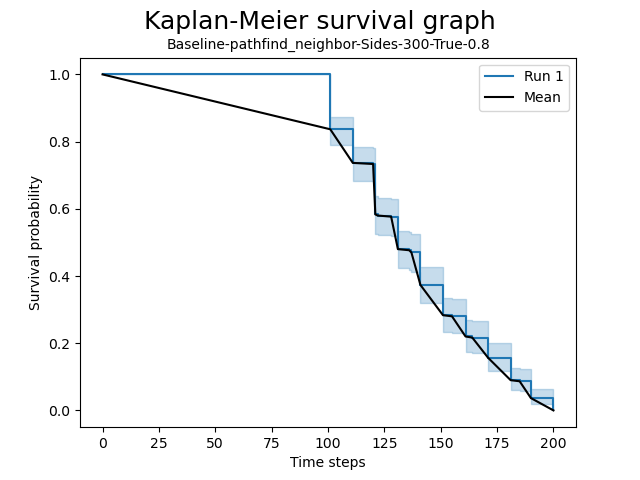 Kaplan-Meier survival graph
Baseline-pathfind_neighbor-Sides-300-True-0.8
Run 1
Mean
Survival probability
1.0
0.8
0.6
0.4
0.2
0.0
0 25 50 75 100 125 150 175 200
Time steps